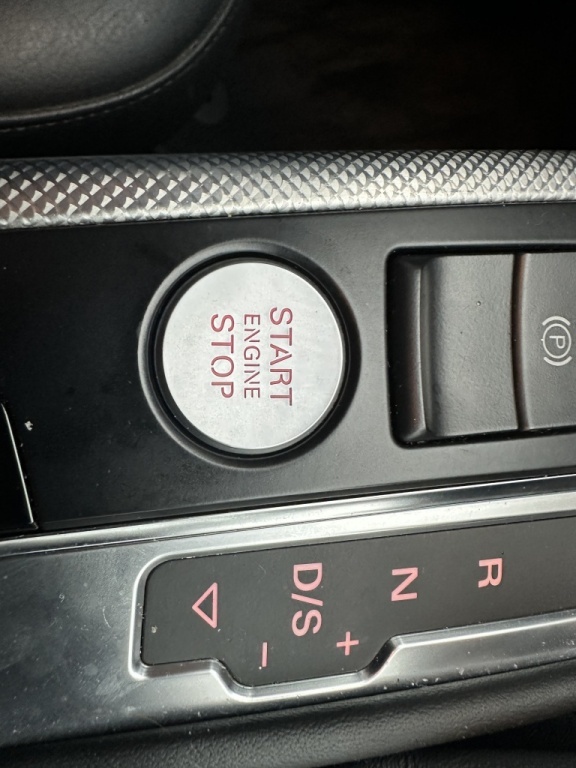 START
ENGINE
STOP
(P)
R
N
D/S
+
-